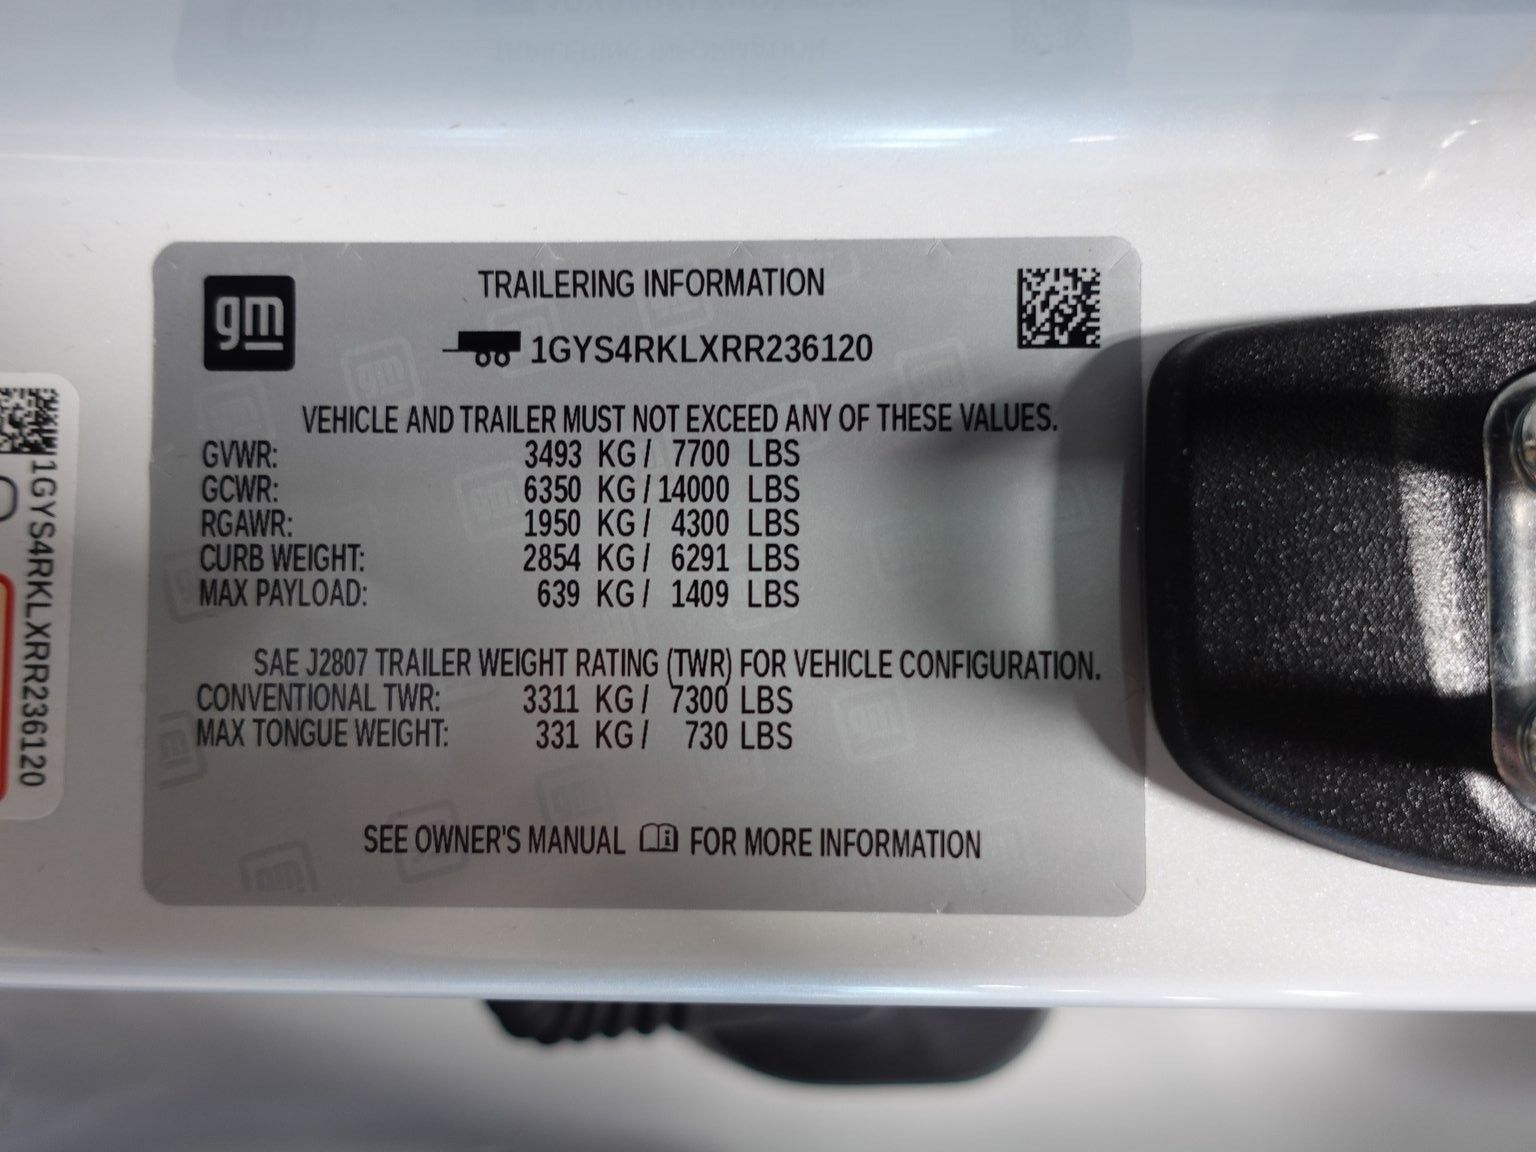 gm
TRAILERING INFORMATION
1GYS4RKLXRR236120
VEHICLE AND TRAILER MUST NOT EXCEED ANY OF THESE VALUES.
GVWR: 3493 KG / 7700 LBS
GCWR: 6350 KG / 14000 LBS
RGAWR: 1950 KG / 4300 LBS
CURB WEIGHT: 2854 KG / 6291 LBS
MAX PAYLOAD: 639 KG / 1409 LBS
SAE J2807 TRAILER WEIGHT RATING (TWR) FOR VEHICLE CONFIGURATION.
CONVENTIONAL TWR: 3311 KG / 7300 LBS
MAX TONGUE WEIGHT: 331 KG / 730 LBS
SEE OWNER'S MANUAL FOR MORE INFORMATION
1GYS4RKLXRR236120